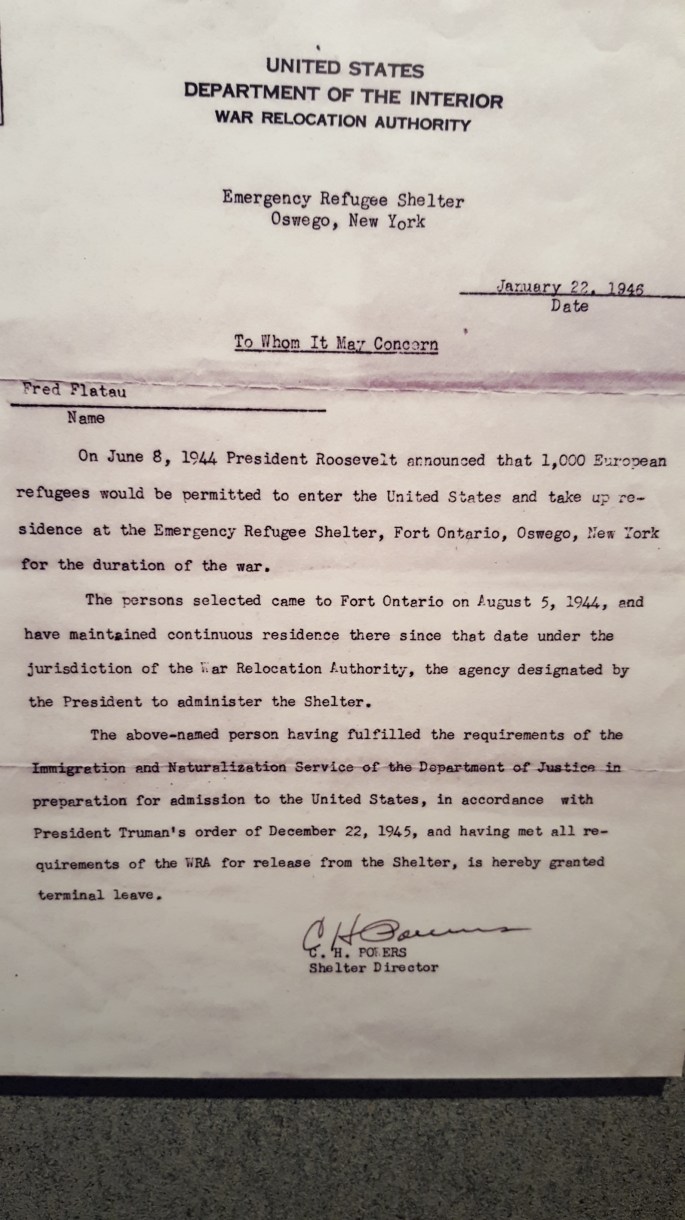 UNITED STATES
DEPARTMENT OF THE INTERIOR
WAR RELOCATION AUTHORITY
Emergency Refugee Shelter
Oswego, New York
January 22, 1946
Date
To Whom It May Concern
Fred Flatau
Name
On June 8, 1944 President Roosevelt announced that 1,000 European
refugees would be permitted to enter the United States and take up re-
sidence at the Emergency Refugee Shelter, Fort Ontario, Oswego, New York
for the duration of the war.
The persons selected came to Fort Ontario on August 5, 1944, and
have maintained continuous residence there since that date under the
jurisdiction of the War Relocation Authority, the agency designated by
the President to administer the Shelter.
The above-named person having fulfilled the requirements of the
Immigration and Naturalization Service of the Department of Justice in
preparation for admission to the United States, in accordance with
President Truman's order of December 22, 1945, and having met all re-
quirements of the WRA for release from the Shelter, is hereby granted
terminal leave.
C H Powers
C. H. POWERS
Shelter Director